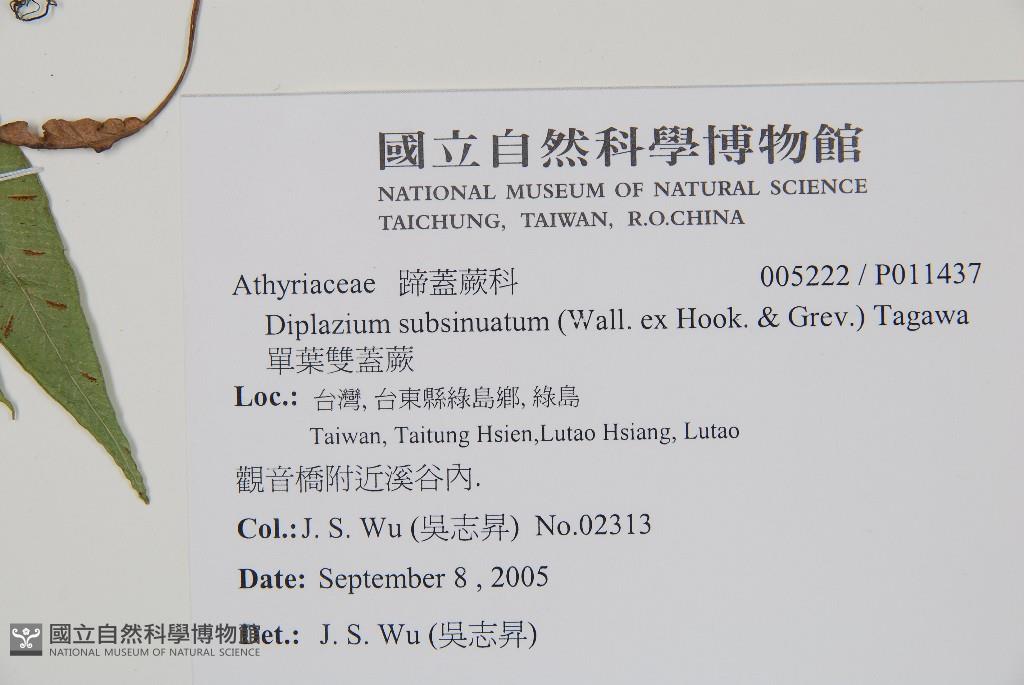 國立自然科學博物館
NATIONAL MUSEUM OF NATURAL SCIENCE
TAICHUNG, TAIWAN, R.O.CHINA
Athyriaceae 蹄蓋蕨科 005222 / P011437
Diplazium subsinuatum (Wall. ex Hook. & Grev.) Tagawa
單葉雙蓋蕨
Loc.: 台灣, 台東縣綠島鄉, 綠島
Taiwan, Taitung Hsien,Lutao Hsiang, Lutao
觀音橋附近溪谷內.
Col.: J. S. Wu (吳志昇) No.02313
Date: September 8 , 2005
Det.: J. S. Wu (吳志昇)
國立自然科學博物館
NATIONAL MUSEUM OF NATURAL SCIENCE